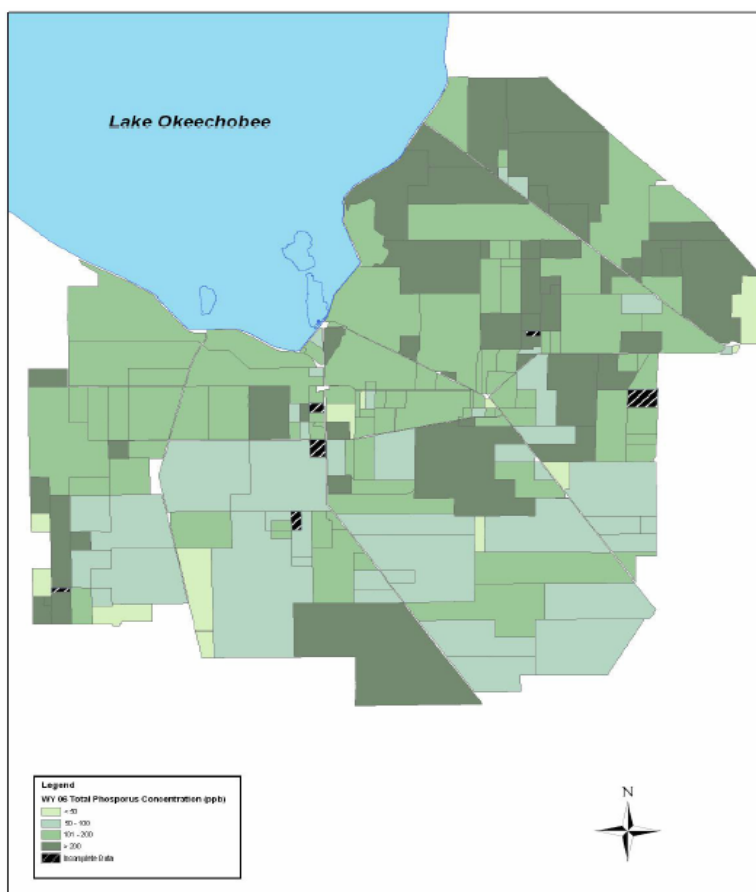 Lake Okeechobee
Legend
WY 06 Total Phosporus Concentration (ppb)
< 50
50 - 100
101 - 200
> 200
Incomplete Data
N